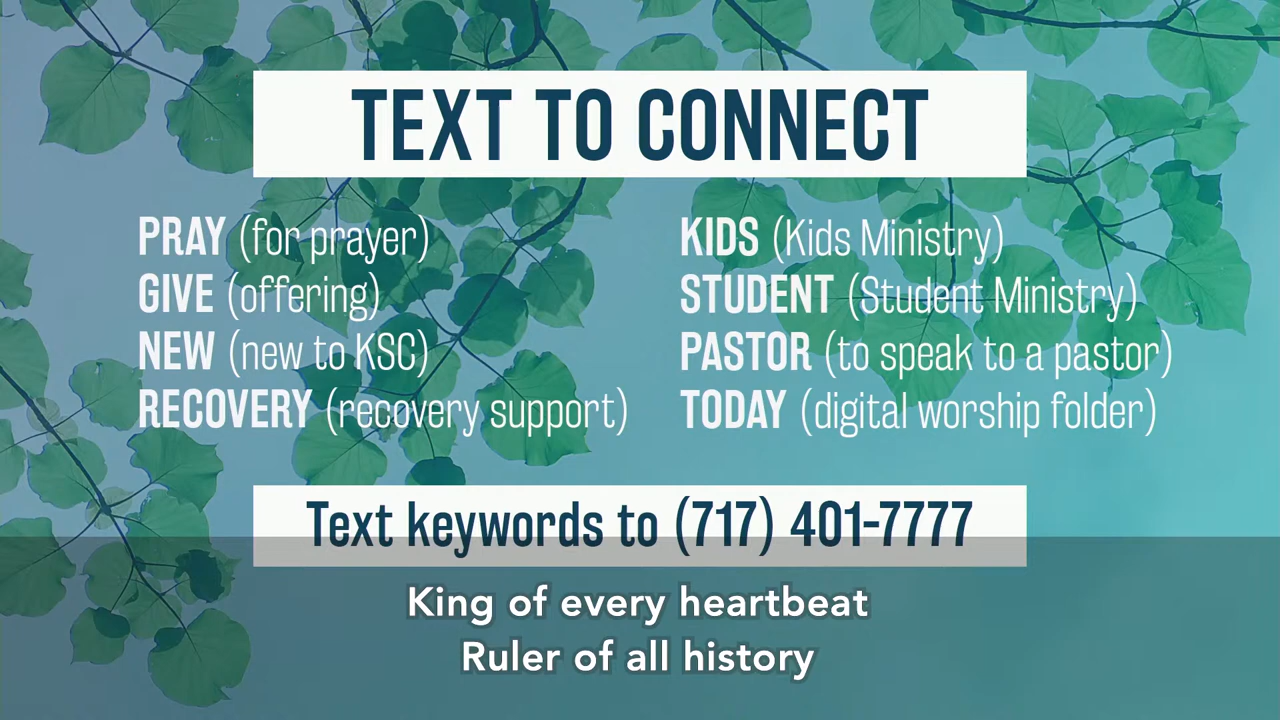 TEXT TO CONNECT
PRAY (for prayer)
GIVE (offering)
NEW (new to KSC)
RECOVERY (recovery support)
KIDS (Kids Ministry)
STUDENT (Student Ministry)
PASTOR (to speak to a pastor)
TODAY (digital worship folder)
Text keywords to (717) 401-7777
King of every heartbeat
Ruler of all history